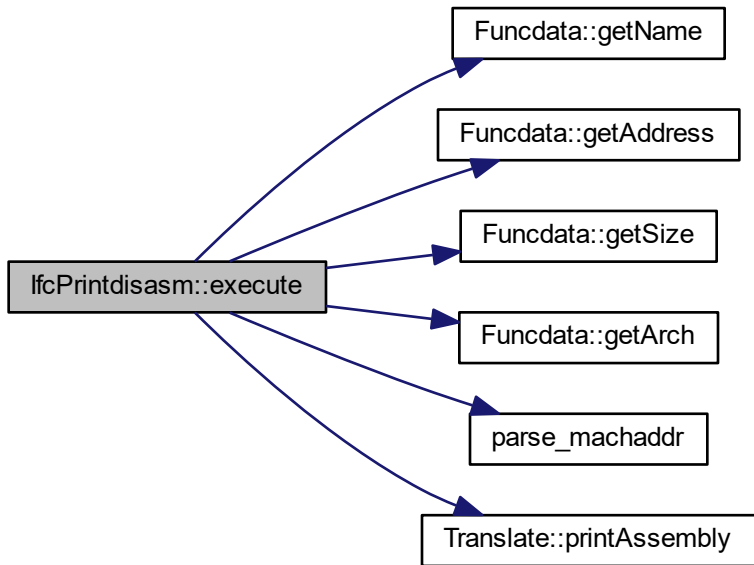 Funcdata::getName
Funcdata::getAddress
Funcdata::getSize
IfcPrintdisasm::execute
Funcdata::getArch
parse_machaddr
Translate::printAssembly